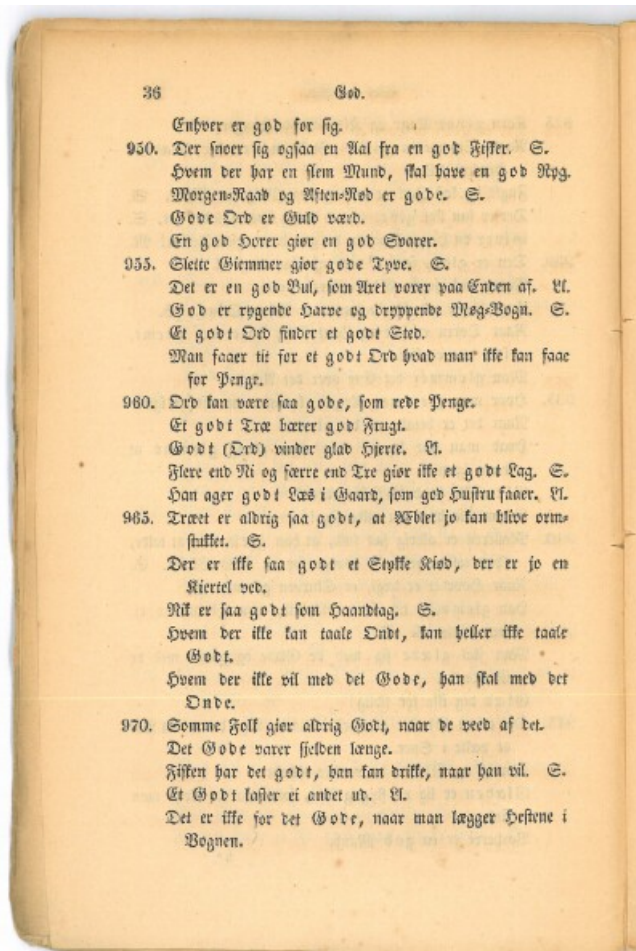 36 God.
Enhver er god for sig.
950. Der snoer sig ogsaa en Aal fra en god Fisker. S.
Hvem der har en slem Mund, skal have en god Ryg.
Morgen-Raad og Aften-Rød er gode. S.
Gode Ord er Guld værd.
En god Hører giør en god Svarer.
955. Slette Giemmer giør gode Tyve. S.
Det er en god Bul, som Aret voxer paa Enden af. Ll.
God er rygende Harve og dryppende Møg-Vogn. S.
Et godt Ord finder et godt Sted.
Man faaer tit for et godt Ord hvad man ikke kan faae
for Penge.
960. Ord kan være saa gode, som rede Penge.
Et godt Træ bærer god Frugt.
Godt (Ord) vinder glad Hjerte. Ll.
Flere end Ni og færre end Tre giør ikke et godt Lag. S.
Han ager godt Læs i Gaard, som god Hustru faaer. Ll.
965. Træet er aldrig saa godt, at Æblet jo kan blive orm-
stukket. S.
Der er ikke saa godt et Stykke Kiød, der er jo en
Kiertel ved.
Nik er saa godt som Haandtag. S.
Hvem der ikke kan taale Ondt, kan heller ikke taale
Godt.
Hvem der ikke vil med det Gode, han skal med det
Onde.
970. Somme Folk giør aldrig Godt, naar de veed af det.
Det Gode varer sjelden længe.
Fisken har det godt, han kan drikke, naar han vil. S.
Et Godt kaster ei andet ud. Ll.
Det er ikke for det Gode, naar man lægger Hestene i
Vognen.